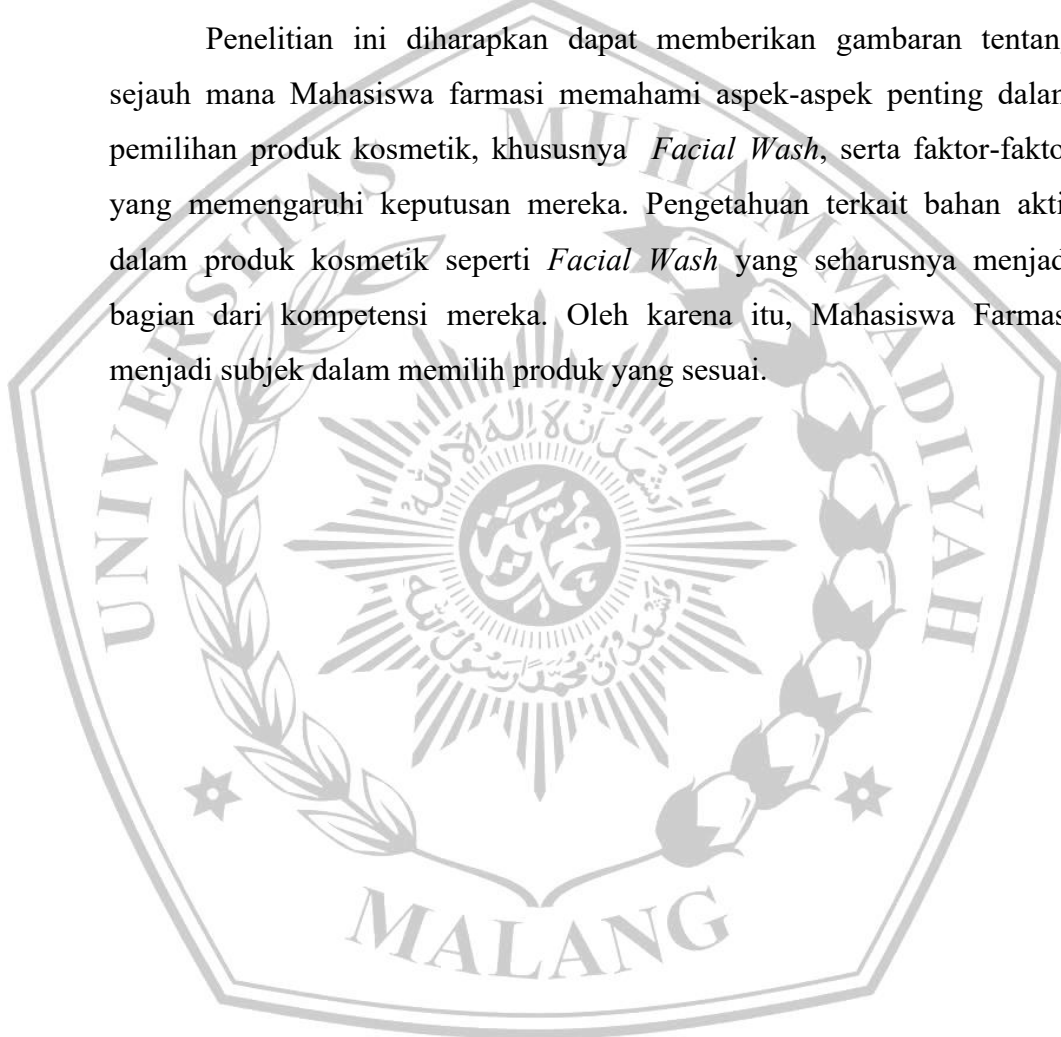 Penelitian ini diharapkan dapat memberikan gambaran tentan
sejauh mana Mahasiswa farmasi memahami aspek-aspek penting dalam
pemilihan produk kosmetik, khususnya Facial Wash, serta faktor-fakto
yang memengaruhi keputusan mereka. Pengetahuan terkait bahan akti
dalam produk kosmetik seperti Facial Wash yang seharusnya menjad
bagian dari kompetensi mereka. Oleh karena itu, Mahasiswa Farmas
menjadi subjek dalam memilih produk yang sesuai.
UNIVERSITAS MUHAMMADIYAH
MALANG